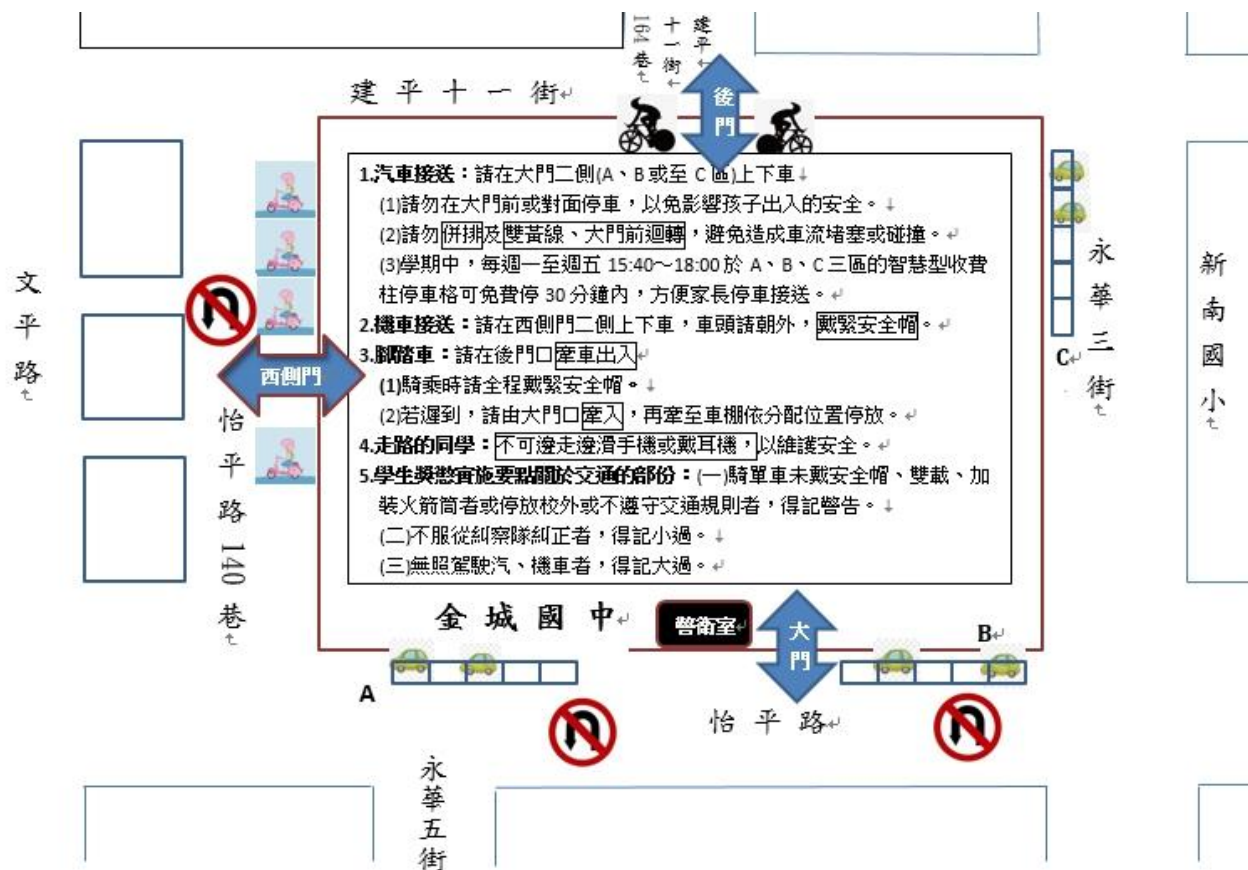 建平十一街164巷
建平十一街
後門
1.汽車接送：請在大門二側(A、B 或至 C 區)上下車
(1)請勿在大門前或對面停車，以免影響孩子出入的安全。
(2)請勿併排及雙黃線、大門前迴轉，避免造成車流堵塞或碰撞。
(3)學期中，每週一至週五 15:40～18:00 於 A、B、C 三區的智慧型收費
柱停車格可免費停 30 分鐘內，方便家長停車接送。
2.機車接送：請在西側門二側上下車，車頭請朝外，戴緊安全帽。
3.腳踏車：請在後門口牽車出入
(1)騎乘時請全程戴緊安全帽。
(2)若遲到，請由大門口牽入，再牽至車棚依分配位置停放。
4.走路的同學：不可邊走邊滑手機或戴耳機，以維護安全。
5.學生獎懲實施要點關於交通的部份：(一)騎單車未戴安全帽、雙載、加
裝火箭筒者或停放校外或不遵守交通規則者，得記警告。
(二)不服從糾察隊糾正者，得記小過。
(三)無照駕駛汽、機車者，得記大過。
文平路
西側門
怡平路 140 巷
永華三街
C
新南國小
金城國中
警衛室
大門
B
A
怡平路
永華五街